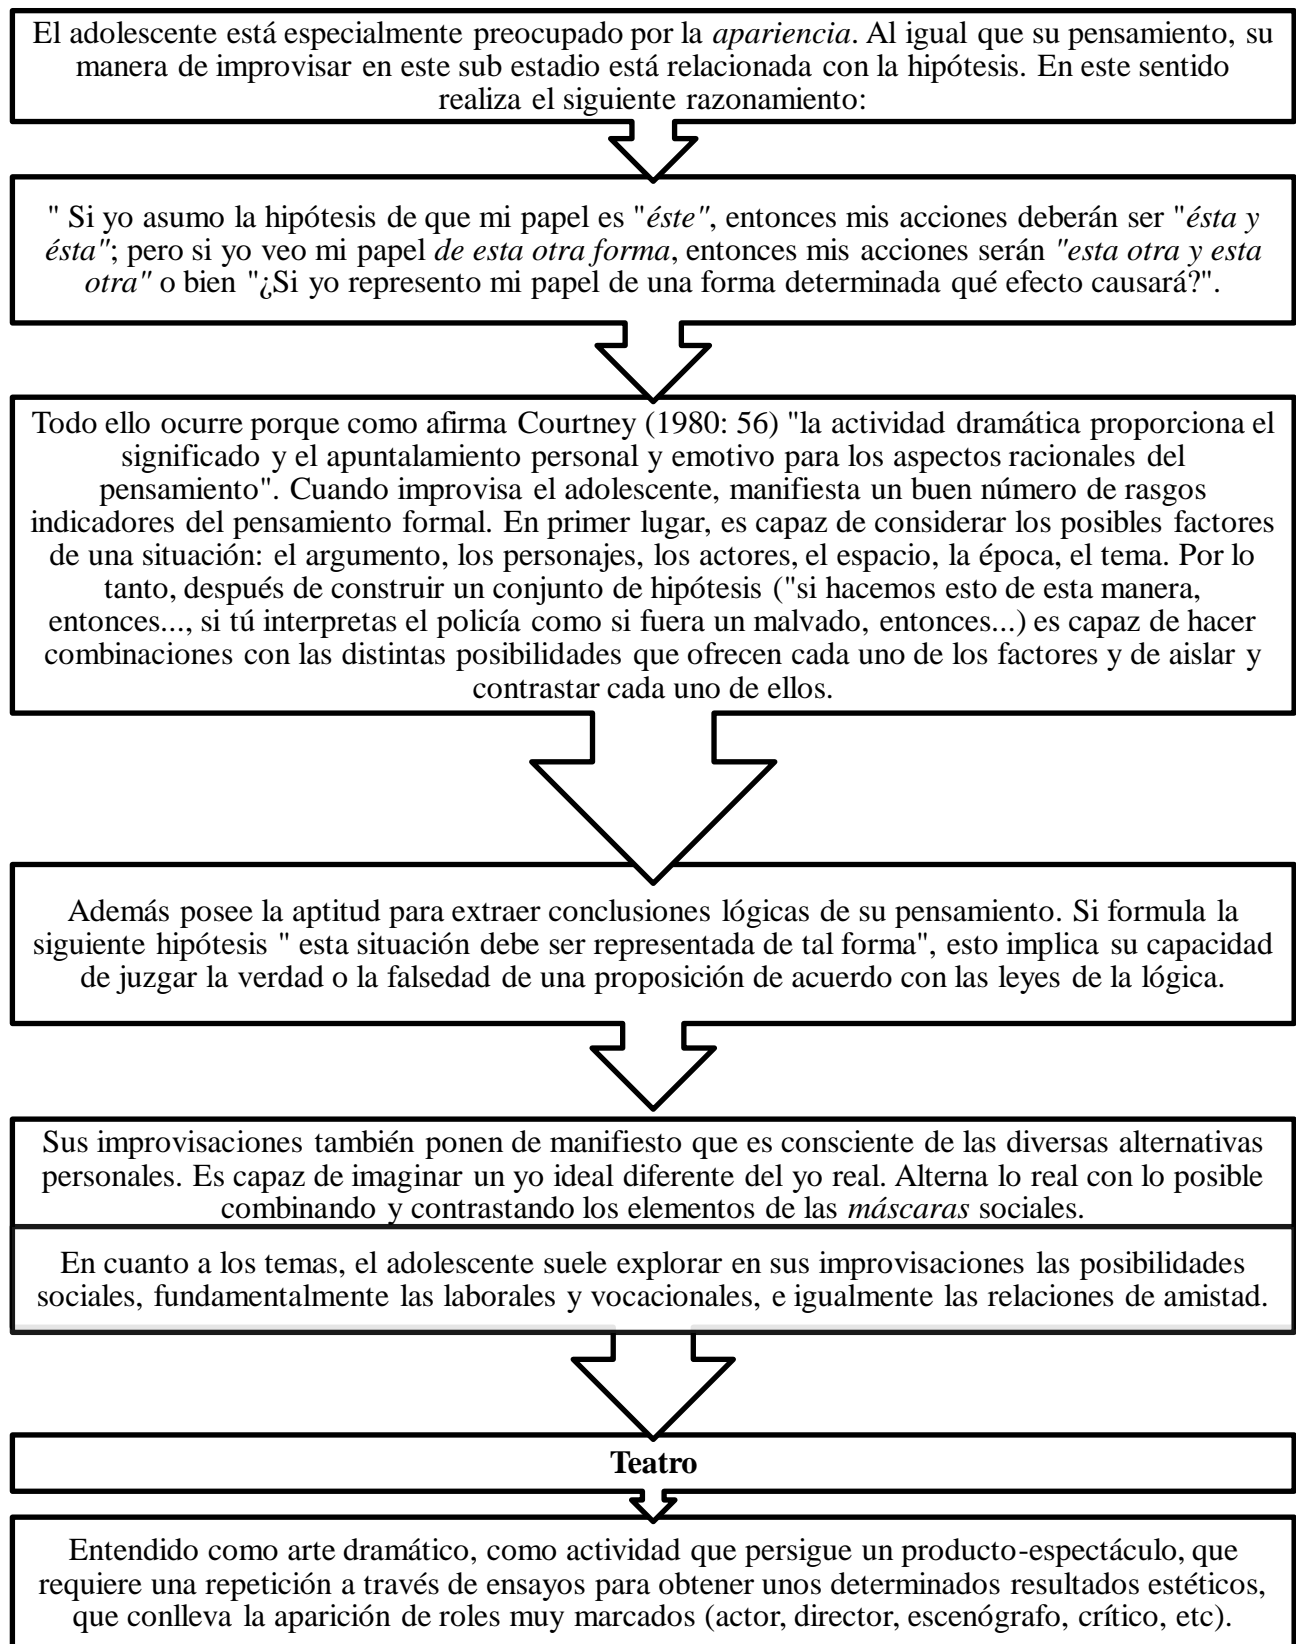 El adolescente está especialmente preocupado por la apariencia. Al igual que su pensamiento, su
manera de improvisar en este sub estadio está relacionada con la hipótesis. En este sentido
realiza el siguiente razonamiento:
" Si yo asumo la hipótesis de que mi papel es "éste", entonces mis acciones deberán ser "ésta y
ésta"; pero si yo veo mi papel de esta otra forma, entonces mis acciones serán "esta otra y esta
otra" o bien "¿Si yo represento mi papel de una forma determinada qué efecto causará?".
Todo ello ocurre porque como afirma Courtney (1980: 56) "la actividad dramática proporciona el
significado y el apuntalamiento personal y emotivo para los aspectos racionales del
pensamiento". Cuando improvisa el adolescente, manifiesta un buen número de rasgos
indicadores del pensamiento formal. En primer lugar, es capaz de considerar los posibles factores
de una situación: el argumento, los personajes, los actores, el espacio, la época, el tema. Por lo
tanto, después de construir un conjunto de hipótesis ("si hacemos esto de esta manera,
entonces..., si tú interpretas el policía como si fuera un malvado, entonces...) es capaz de hacer
combinaciones con las distintas posibilidades que ofrecen cada uno de los factores y de aislar y
contrastar cada uno de ellos.
Además posee la aptitud para extraer conclusiones lógicas de su pensamiento. Si formula la
siguiente hipótesis " esta situación debe ser representada de tal forma", esto implica su capacidad
de juzgar la verdad o la falsedad de una proposición de acuerdo con las leyes de la lógica.
Sus improvisaciones también ponen de manifiesto que es consciente de las diversas alternativas
personales. Es capaz de imaginar un yo ideal diferente del yo real. Alterna lo real con lo posible
combinando y contrastando los elementos de las máscaras sociales.
En cuanto a los temas, el adolescente suele explorar en sus improvisaciones las posibilidades
sociales, fundamentalmente las laborales y vocacionales, e igualmente las relaciones de amistad.
Teatro
Entendido como arte dramático, como actividad que persigue un producto-espectáculo, que
requiere una repetición a través de ensayos para obtener unos determinados resultados estéticos,
que conlleva la aparición de roles muy marcados (actor, director, escenógrafo, crítico, etc).